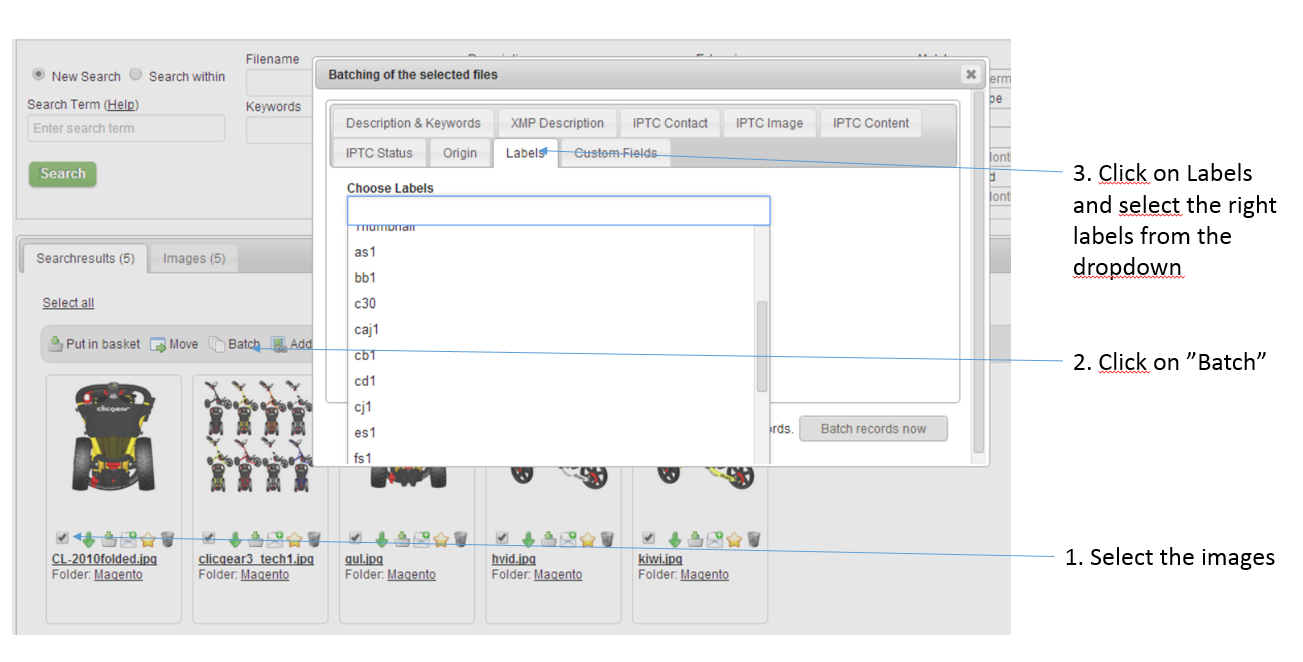 Filename
New Search Search within
Search Term (Help)
Keywords
Enter search term
Search
Batching of the selected files
Description & Keywords XMP Description IPTC Contact IPTC Image IPTC Content
IPTC Status Origin Labels Custom Fields
Choose Labels
Thumbnail
as1
bb1
c30
caj1
cb1
cd1
cj1
es1
fs1
Batch records now
Searchresults (5) Images (5)
Select all
Put in basket Move Batch Add
clicgear
CL-2010folded.jpg
Folder: Magento
clicgear3_tech1.jpg
Folder: Magento
gul.jpg
Folder: Magento
hvid.jpg
Folder: Magento
kiwi.jpg
Folder: Magento
3. Click on Labels
and select the right
labels from the
dropdown
2. Click on ”Batch”
1. Select the images